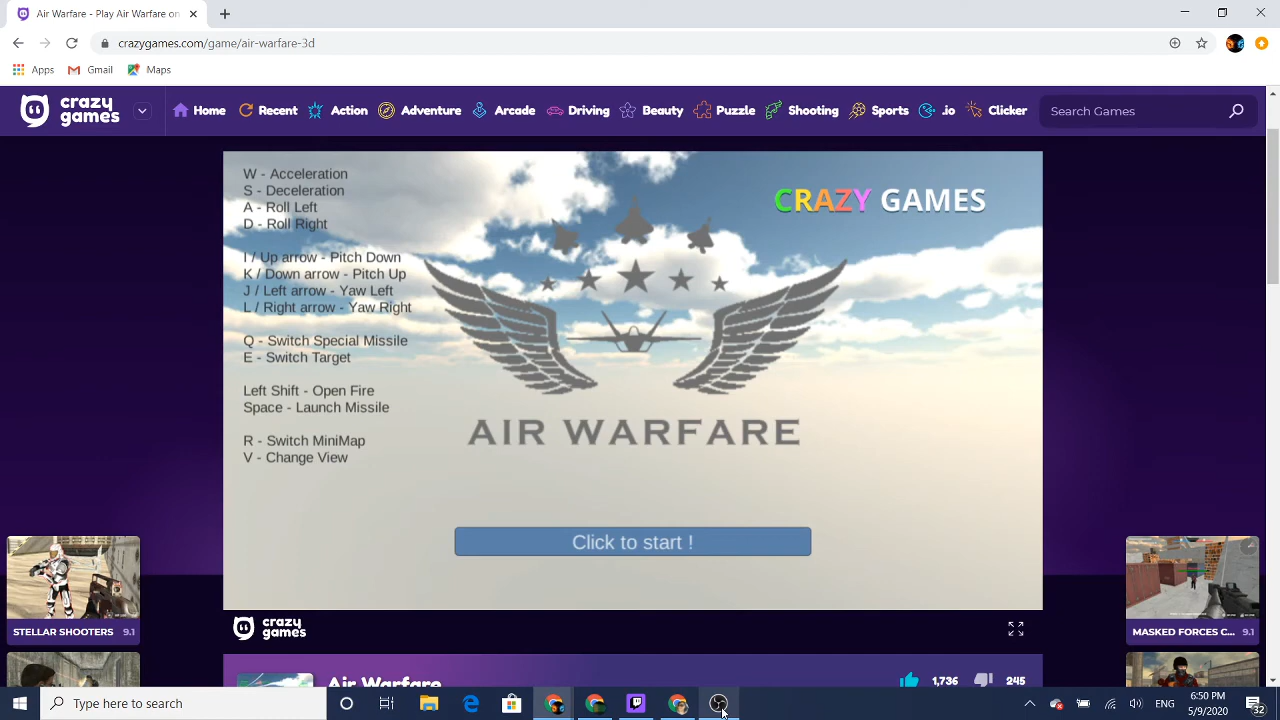 Air Warfare - Play Air Warfare on
crazygames.com/game/air-warfare-3d
Apps Gmail Maps
crazy games Home Recent Action Adventure Arcade Driving Beauty Puzzle Shooting Sports .io Clicker Search Games
W - Acceleration
S - Deceleration
A - Roll Left
D - Roll Right
I / Up arrow - Pitch Down
K / Down arrow - Pitch Up
J / Left arrow - Yaw Left
L / Right arrow - Yaw Right
Q - Switch Special Missile
E - Switch Target
Left Shift - Open Fire
Space - Launch Missile
R - Switch MiniMap
V - Change View
CRAZY GAMES
AIR WARFARE
Click to start !
STELLAR SHOOTERS 9.1
MASKED FORCES C... 9.1
crazy games
Air Warfare
1,736 245
Type here to search
ENG
6:50 PM
5/9/2020
32